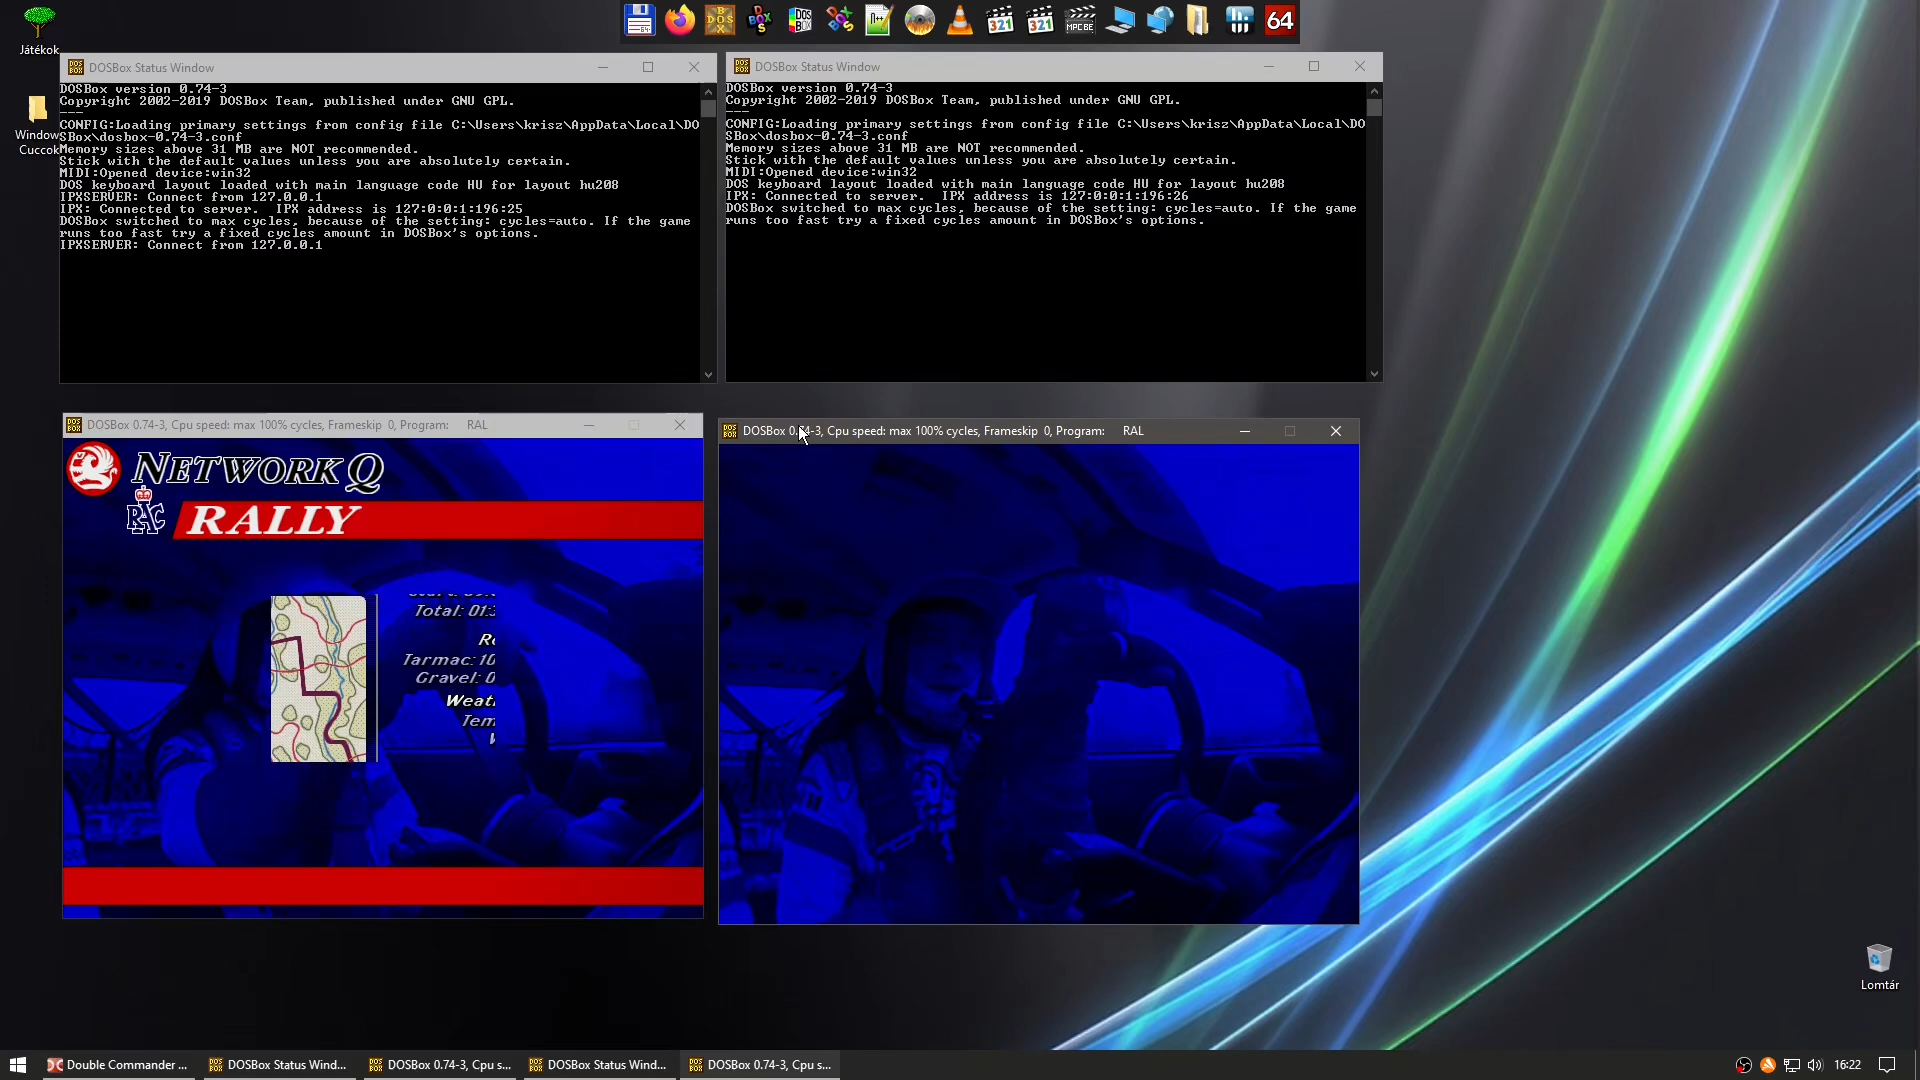 Játékok
Window
Cuccok
DOSBox Status Window
DOSBox version 0.74-3
Copyright 2002-2019 DOSBox Team, published under GNU GPL.
---
CONFIG:Loading primary settings from config file C:\Users\krisz\AppData\Local\DO
SBox\dosbox-0.74-3.conf
Memory sizes above 31 MB are NOT recommended.
Stick with the default values unless you are absolutely certain.
MIDI:Opened device:win32
DOS keyboard layout loaded with main language code HU for layout hu208
IPXSERVER: Connect from 127.0.0.1
IPX: Connected to server.  IPX address is 127:0:0:1:196:25
DOSBox switched to max cycles, because of the setting: cycles=auto. If the game
runs too fast try a fixed cycles amount in DOSBox's options.
IPXSERVER: Connect from 127.0.0.1
DOSBox Status Window
DOSBox version 0.74-3
Copyright 2002-2019 DOSBox Team, published under GNU GPL.
---
CONFIG:Loading primary settings from config file C:\Users\krisz\AppData\Local\DO
SBox\dosbox-0.74-3.conf
Memory sizes above 31 MB are NOT recommended.
Stick with the default values unless you are absolutely certain.
MIDI:Opened device:win32
DOS keyboard layout loaded with main language code HU for layout hu208
IPX: Connected to server.  IPX address is 127:0:0:1:196:26
DOSBox switched to max cycles, because of the setting: cycles=auto. If the game
runs too fast try a fixed cycles amount in DOSBox's options.
DOSBox 0.74-3, Cpu speed: max 100% cycles, Frameskip 0, Program: RAL
NETWORK Q
RAC RALLY
Total: 01:3
Tarmac: 10
Gravel: 0
Weat
Tem
DOSBox 0.74-3, Cpu speed: max 100% cycles, Frameskip 0, Program: RAL
Lomtár
Double Commander ...
DOSBox Status Wind...
DOSBox 0.74-3, Cpu s...
DOSBox Status Wind...
DOSBox 0.74-3, Cpu s...
16:22